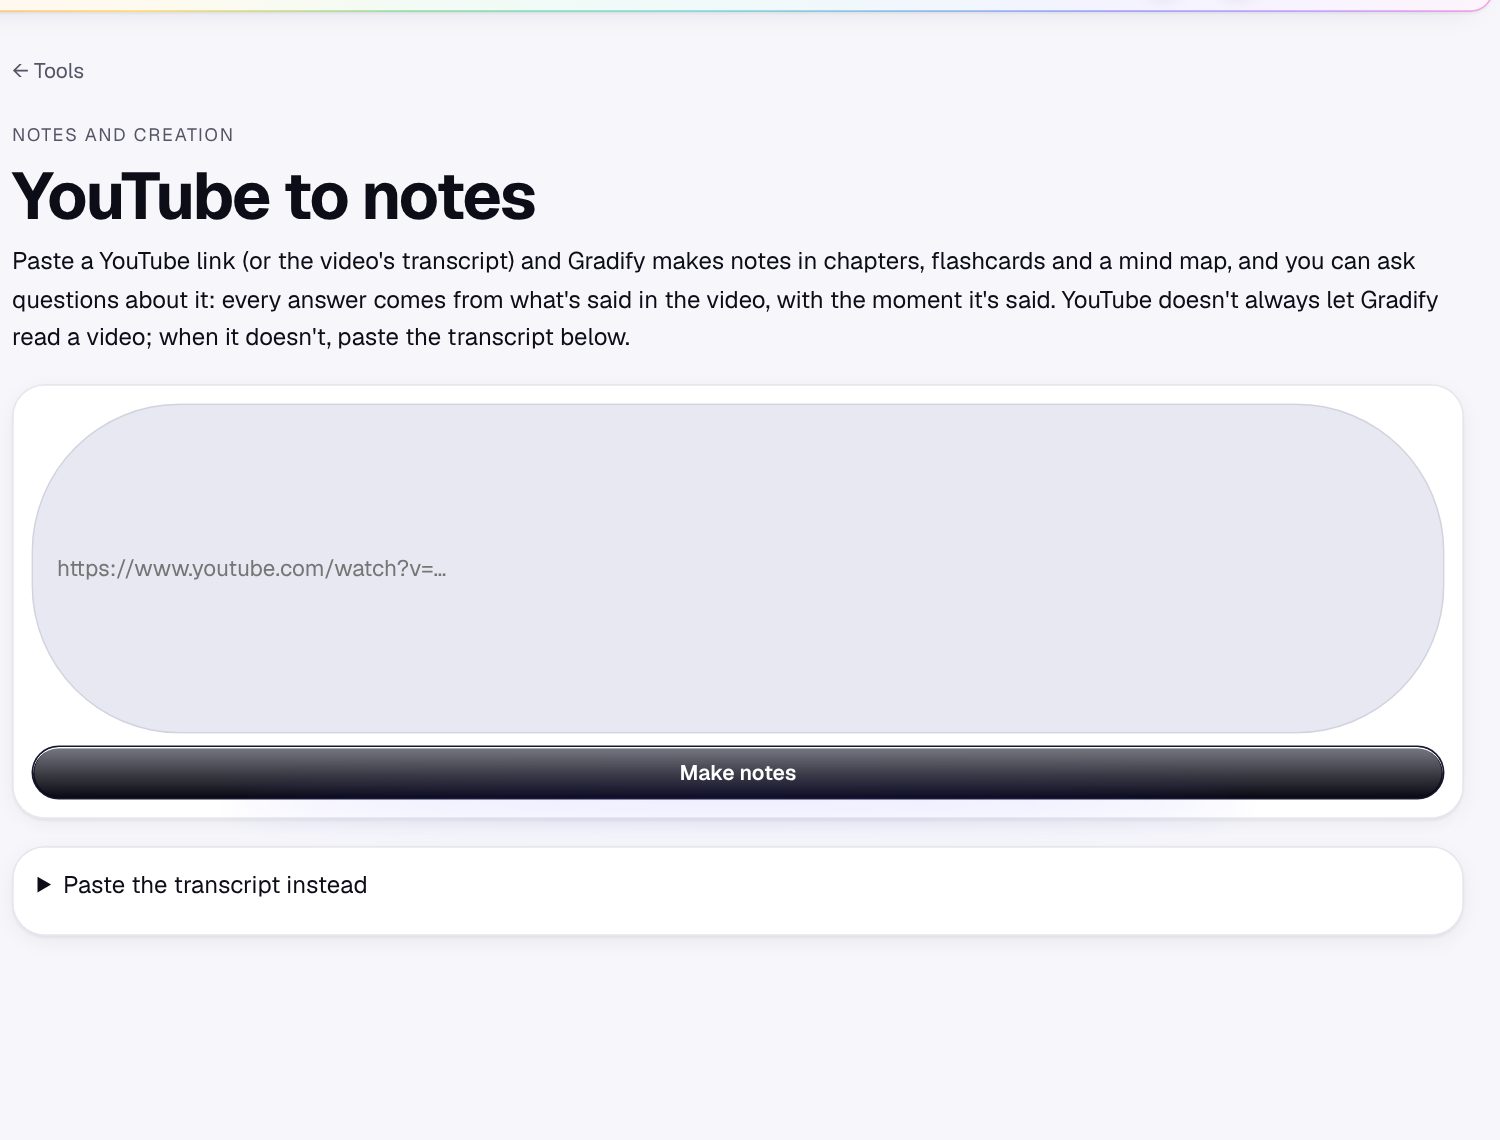 ← Tools
NOTES AND CREATION
YouTube to notes
Paste a YouTube link (or the video's transcript) and Gradify makes notes in chapters, flashcards and a mind map, and you can ask
questions about it: every answer comes from what's said in the video, with the moment it's said. YouTube doesn't always let Gradify
read a video; when it doesn't, paste the transcript below.
https://www.youtube.com/watch?v=…
Make notes
Paste the transcript instead